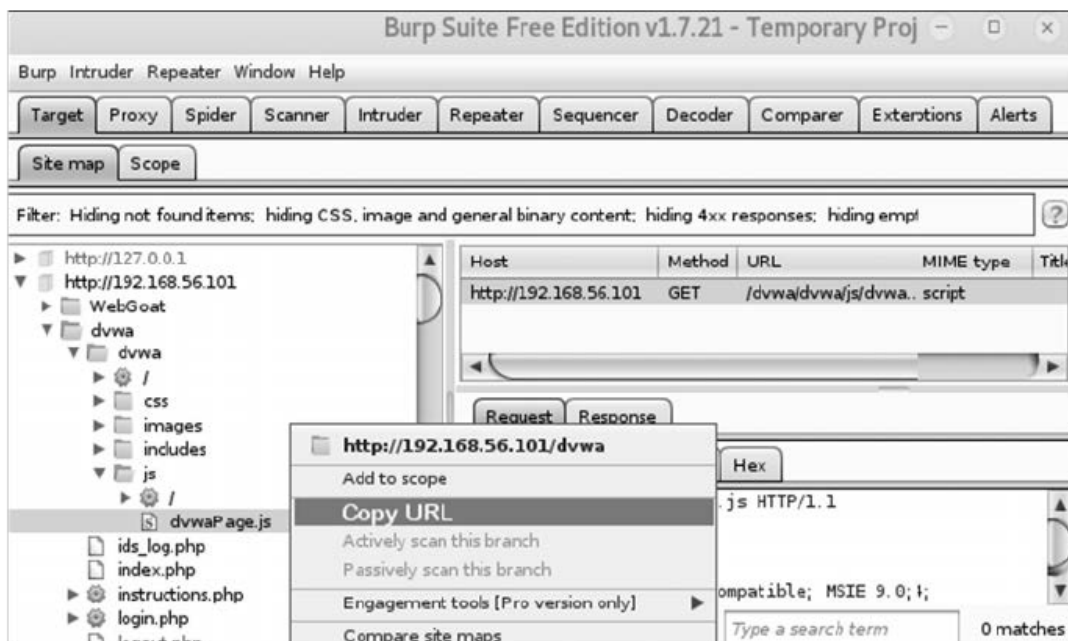 Burp Suite Free Edition v1.7.21 - Temporary Proj
Burp Intruder Repeater Window Help
Target Proxy Spider Scanner Intruder Repeater Sequencer Decoder Comparer Extenstions Alerts
Site map Scope
Filter: Hiding not found items; hiding CSS, image and general binary content; hiding 4xx responses; hiding empt
?
http://127.0.0.1
http://192.168.56.101
WebGoat
dvwa
dvwa
/
css
images
includes
js
/
dvwaPage.js
ids_log.php
index.php
instructions.php
login.php
logout.php
Host Method URL MIME type Title
http://192.168.56.101 GET /dvwa/dvwa/js/dvwa.. script
Request Response
Hex
.js HTTP/1.1
ompatible; MSIE 9.0;
Type a search term 0 matches
http://192.168.56.101/dvwa
Add to scope
Copy URL
Actively scan this branch
Passively scan this branch
Engagement tools [Pro version only]
Compare site maps